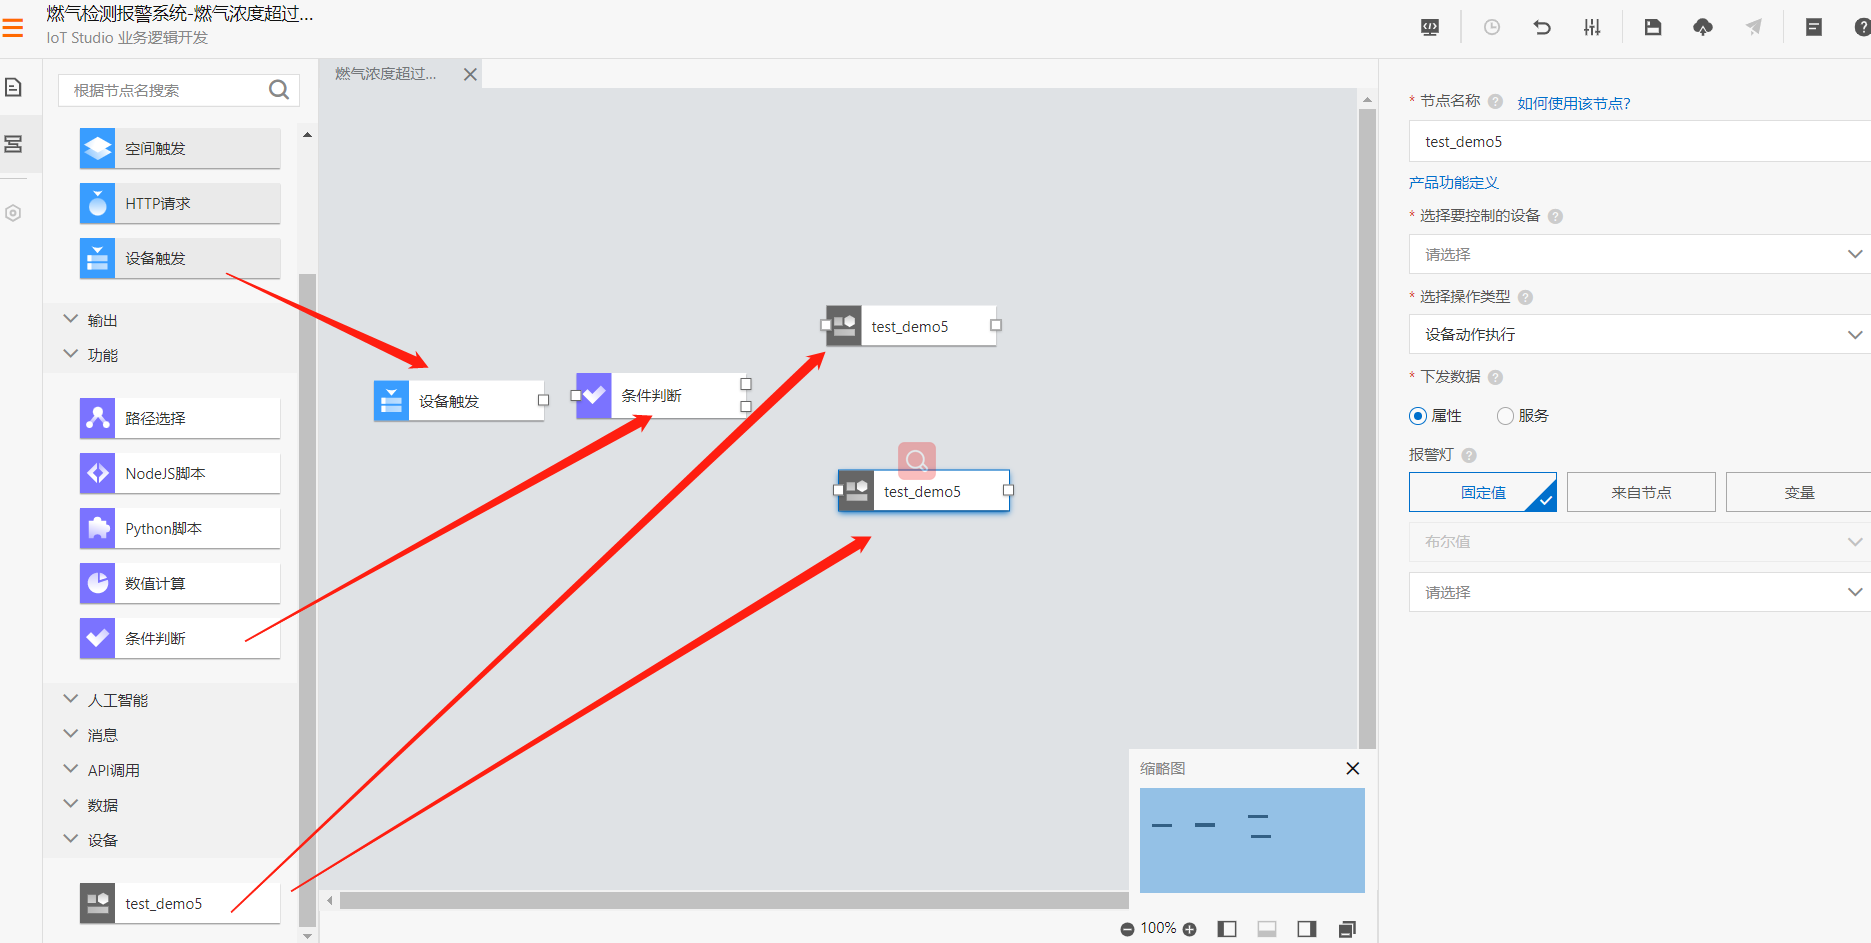 燃气检测报警系统-燃气浓度超过...
IoT Studio 业务逻辑开发
根据节点名搜索
空间触发
HTTP请求
设备触发
输出
功能
路径选择
NodeJS脚本
Python脚本
数值计算
条件判断
人工智能
消息
API调用
数据
设备
test_demo5
燃气浓度超过...
设备触发
条件判断
test_demo5
test_demo5
缩略图
100%
* 节点名称 ? 如何使用该节点?
test_demo5
产品功能定义
* 选择要控制的设备 ?
请选择
* 选择操作类型 ?
设备动作执行
* 下发数据 ?
属性 服务
报警灯 ?
固定值 来自节点 变量
布尔值
请选择